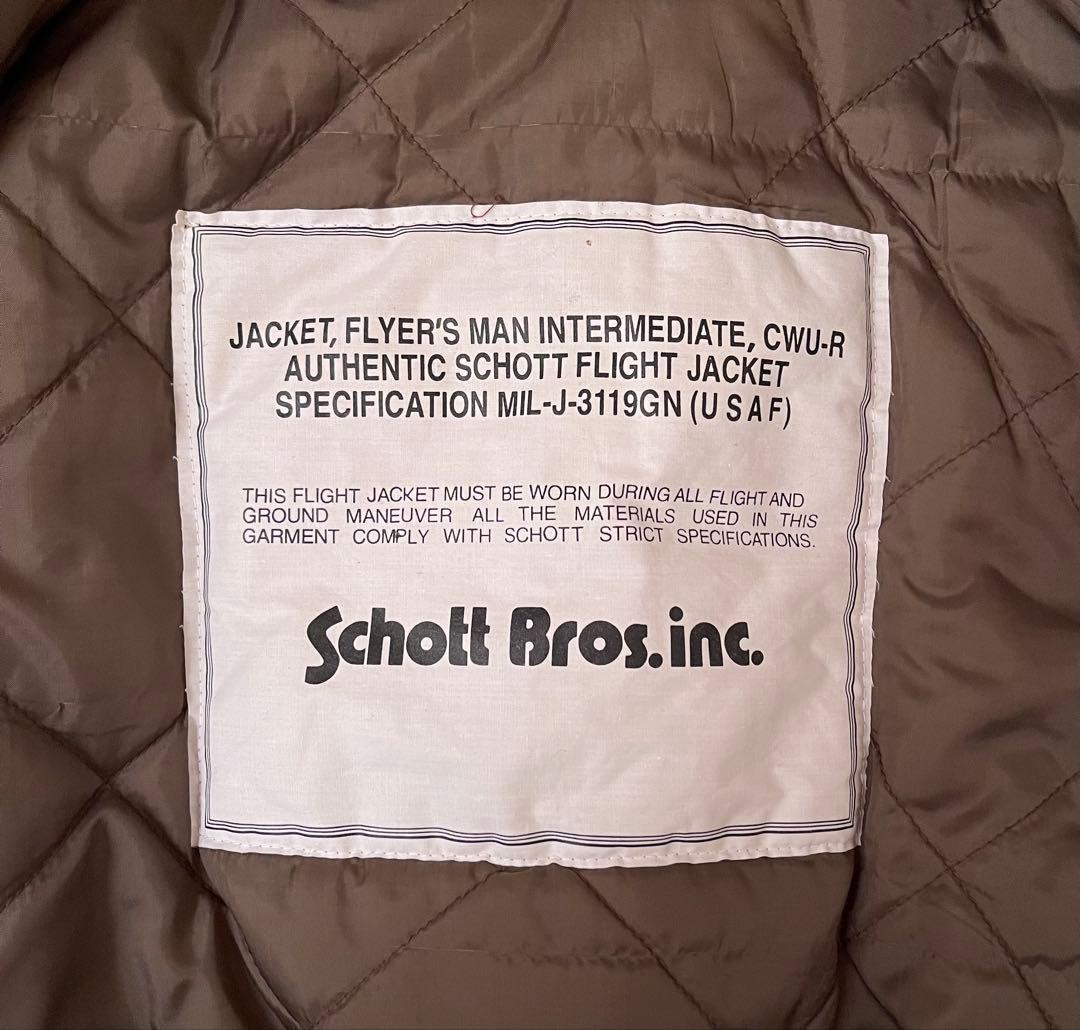 JACKET, FLYER'S MAN INTERMEDIATE, CWU-R
AUTHENTIC SCHOTT FLIGHT JACKET
SPECIFICATION MIL-J-3119GN (U S A F)
THIS FLIGHT JACKET MUST BE WORN DURING ALL FLIGHT AND
GROUND MANEUVER ALL THE MATERIALS USED IN THIS
GARMENT COMPLY WITH SCHOTT STRICT SPECIFICATIONS.
Schott Bros. inc.